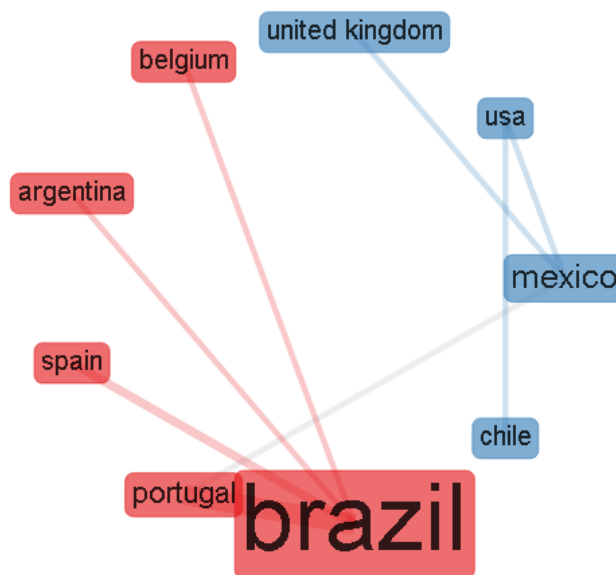 united kingdom
belgium
usa
argentina
mexico
spain
chile
portugal
brazil